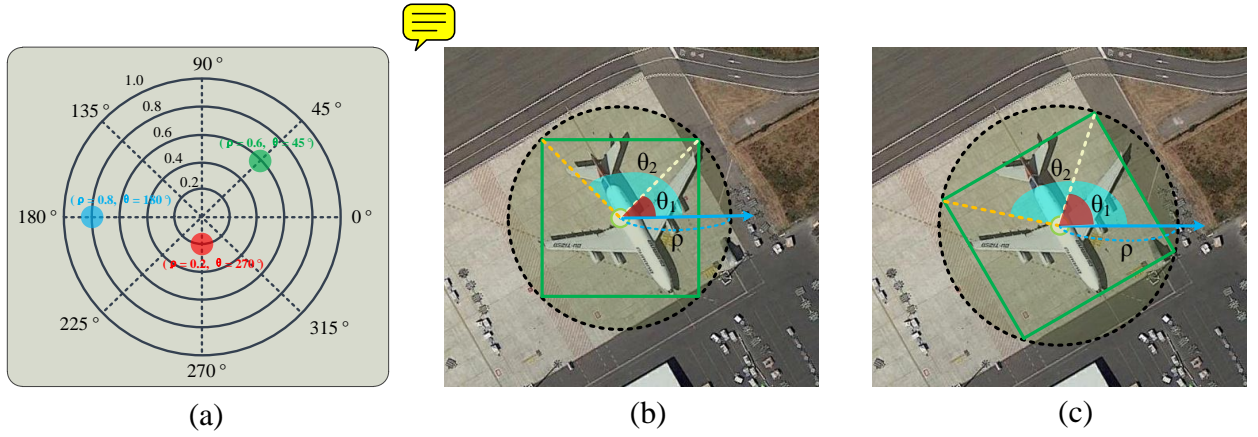 90 °
1.0
135 °
0.8
45 °
0.6
( ρ = 0.6, θ = 45 °)
0.4
0.2
( ρ = 0.8, θ = 180 °)
180 °
0 °
( ρ = 0.2, θ = 270 °)
225 °
315 °
270 °
(a)
θ2
θ1
ρ
(b)
θ2
θ1
ρ
(c)